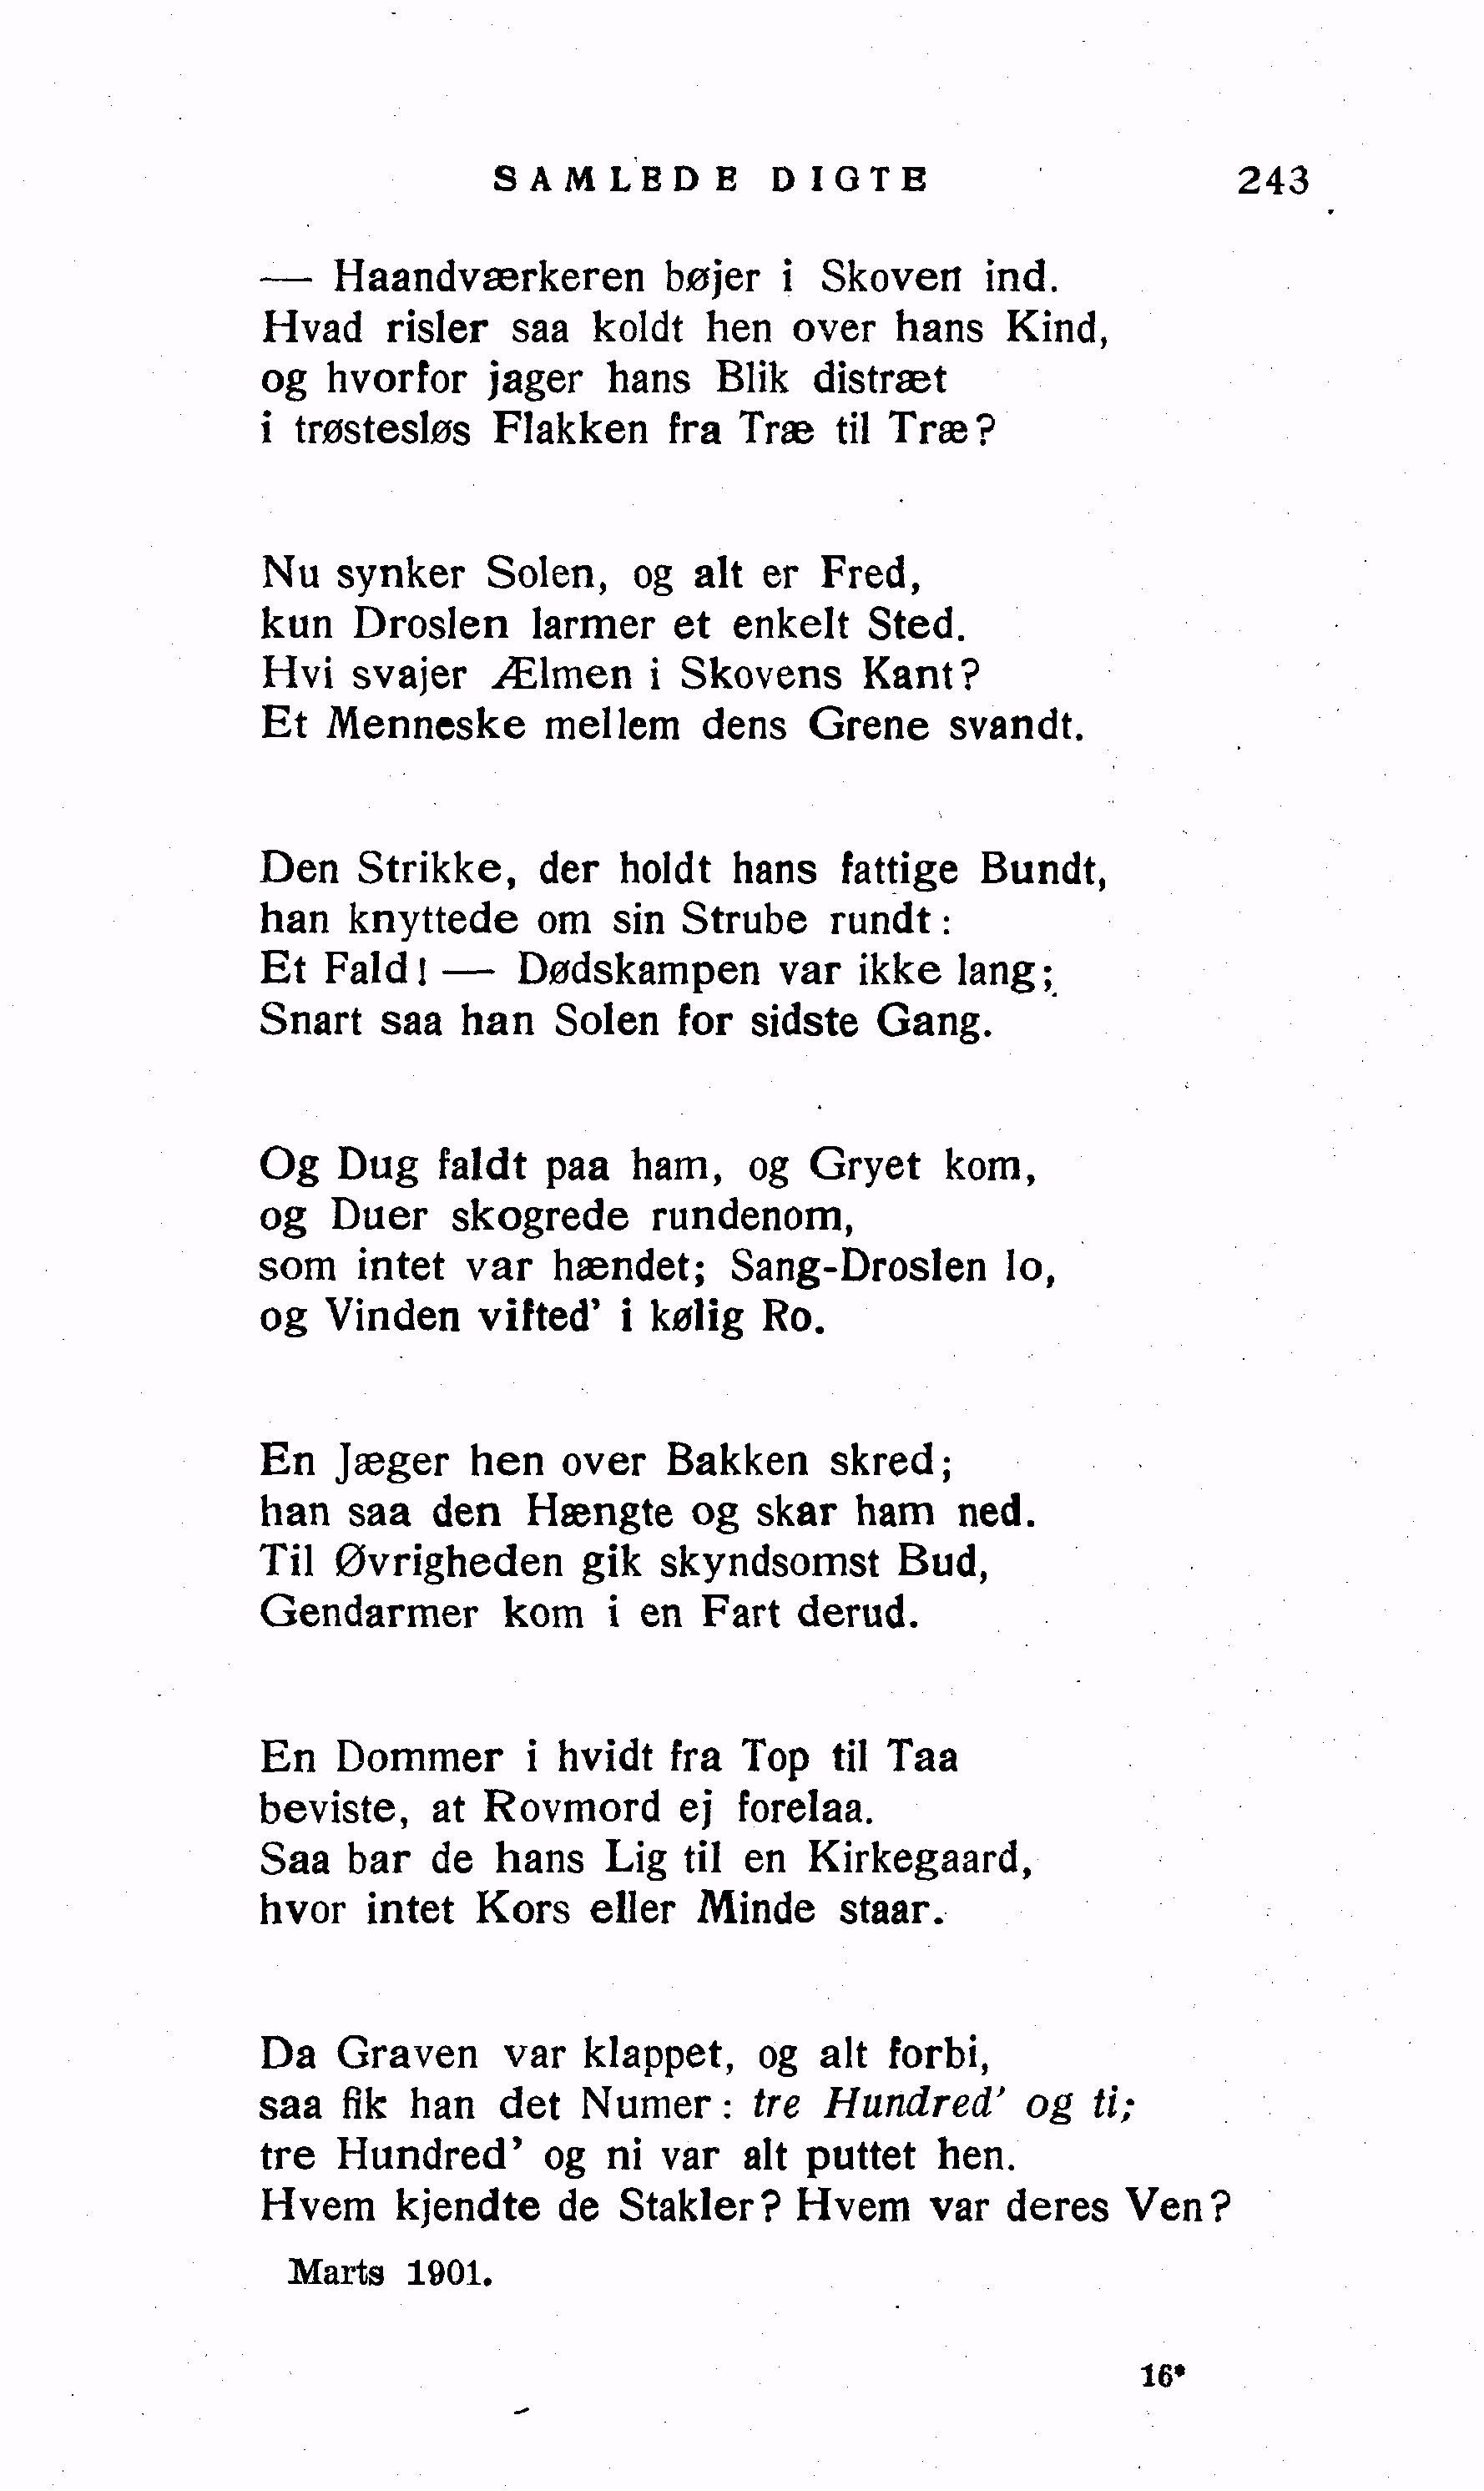 SAMLEDE DIGTE 243
— Haandværkeren bøjer i Skoven ind.
Hvad risler saa koldt hen over hans Kind,
og hvorfor jager hans Blik distræt
i trøstesløs Flakken fra Træ til Træ?
Nu synker Solen, og alt er Fred,
kun Droslen larmer et enkelt Sted.
Hvi svajer Ælmen i Skovens Kant?
Et Menneske mellem dens Grene svandt.
Den Strikke, der holdt hans fattige Bundt,
han knyttede om sin Strube rundt:
Et Fald! — Dødskampen var ikke lang;
Snart saa han Solen for sidste Gang.
Og Dug faldt paa ham, og Gryet kom,
og Duer skogrede rundenom,
som intet var hændet; Sang-Droslen lo,
og Vinden vifted' i kølig Ro.
En Jæger hen over Bakken skred;
han saa den Hængte og skar ham ned.
Til Øvrigheden gik skyndsomst Bud,
Gendarmer kom i en Fart derud.
En Dommer i hvidt fra Top til Taa
beviste, at Rovmord ej forelaa.
Saa bar de hans Lig til en Kirkegaard,
hvor intet Kors eller Minde staar.
Da Graven var klappet, og alt forbi,
saa fik han det Numer: tre Hundred' og ti;
tre Hundred' og ni var alt puttet hen.
Hvem kjendte de Stakler? Hvem var deres Ven?
Marts 1901.
16*